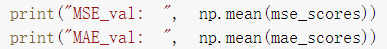 print("MSE_val:  ",  np.mean(mse_scores))
print("MAE_val:  ",  np.mean(mae_scores))